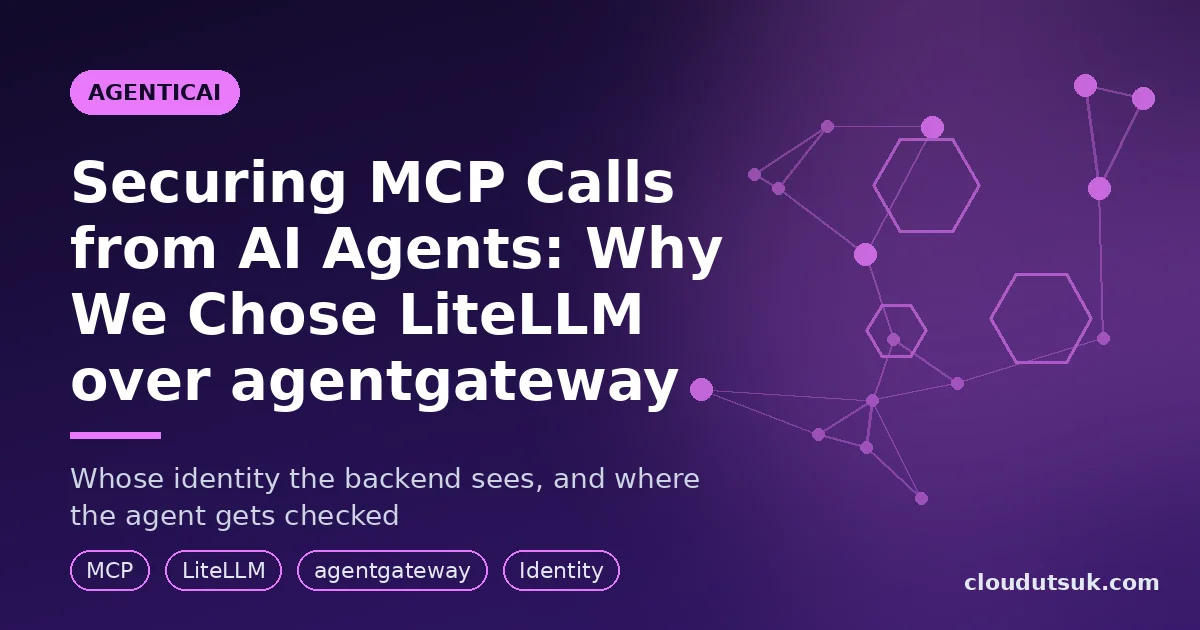 AGENTICAI
Securing MCP Calls
from AI Agents: Why
We Chose LiteLLM
over agentgateway
Whose identity the backend sees, and where
the agent gets checked
MCP LiteLLM agentgateway Identity
cloudutsuk.com